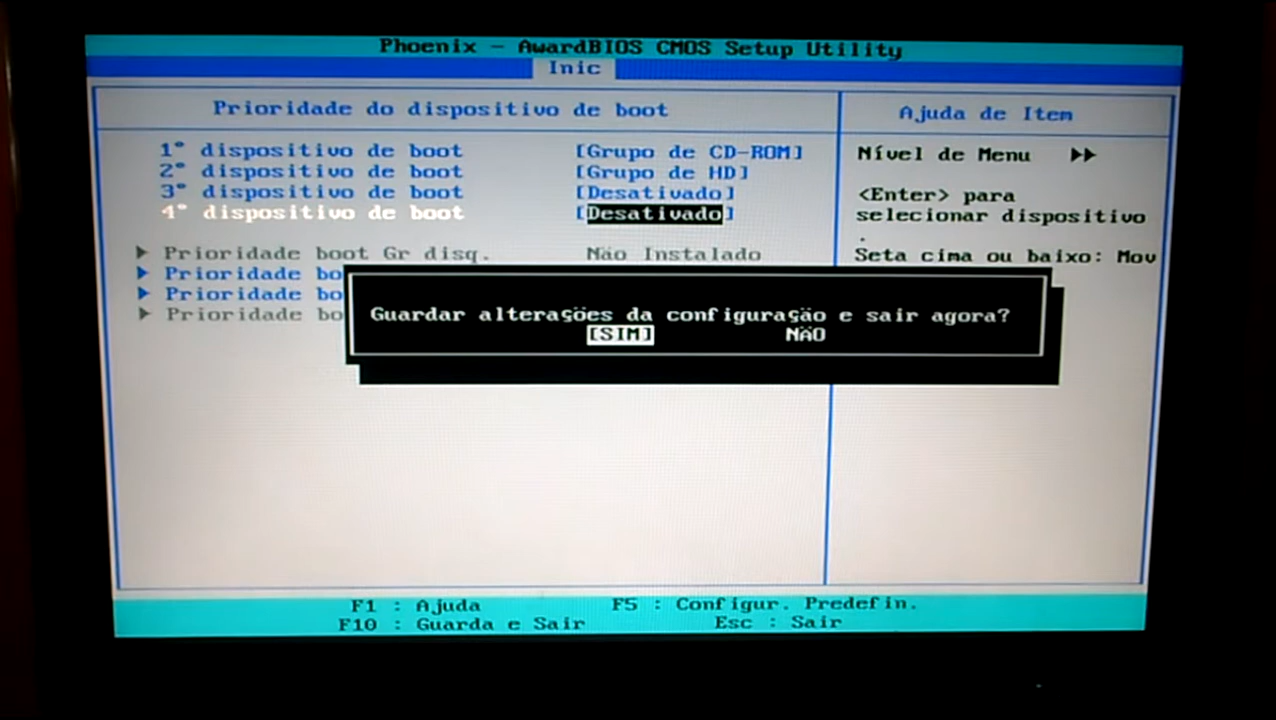 Phoenix - AwardBIOS CMOS Setup Utility
Inic
Prioridade do dispositivo de boot
Ajuda de Item
1° dispositivo de boot [Grupo de CD-ROM]
2° dispositivo de boot [Grupo de HD]
3° dispositivo de boot [Desativado]
4° dispositivo de boot [Desativado]
Prioridade boot Gr disq. Não Instalado
Prioridade bo
Prioridade bo
Prioridade bo
Nível de Menu
<Enter> para
selecionar dispositivo
.
Seta cima ou baixo: Mov
Guardar alterações da configuração e sair agora?
[SIM] NÃO
F1 : Ajuda F5 : Configur. Predefin.
F10 : Guarda e Sair Esc : Sair